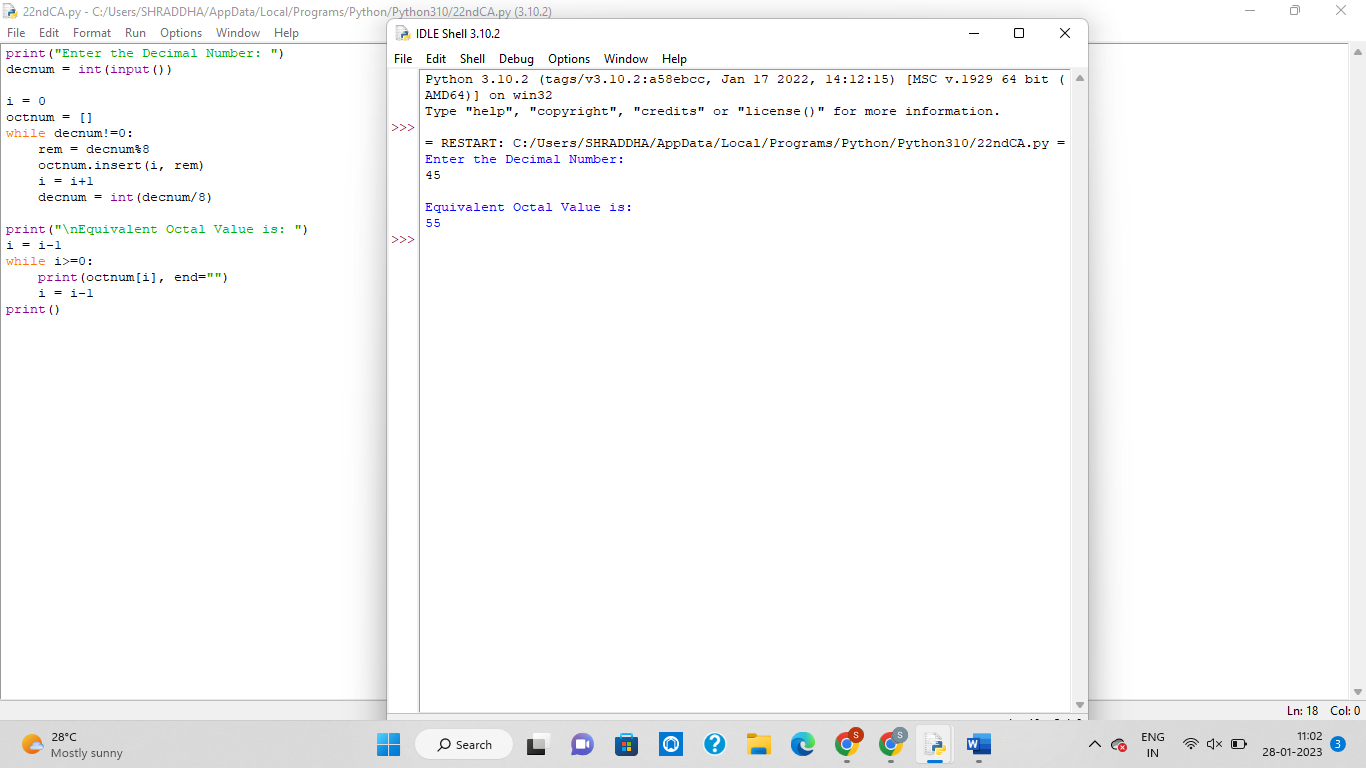 22ndCA.py - C:/Users/SHRADDHA/AppData/Local/Programs/Python/Python310/22ndCA.py (3.10.2)
File Edit Format Run Options Window Help
print("Enter the Decimal Number: ")
decnum = int(input())
i = 0
octnum = []
while decnum!=0:
    rem = decnum%8
    octnum.insert(i, rem)
    i = i+1
    decnum = int(decnum/8)
print("\nEquivalent Octal Value is: ")
i = i-1
while i>=0:
    print(octnum[i], end="")
    i = i-1
print()
IDLE Shell 3.10.2
File Edit Shell Debug Options Window Help
Python 3.10.2 (tags/v3.10.2:a58ebcc, Jan 17 2022, 14:12:15) [MSC v.1929 64 bit (
AMD64)] on win32
Type "help", "copyright", "credits" or "license()" for more information.
>>>
= RESTART: C:/Users/SHRADDHA/AppData/Local/Programs/Python/Python310/22ndCA.py =
Enter the Decimal Number:
45
Equivalent Octal Value is:
55
>>>
Ln: 18 Col: 0
28°C
Mostly sunny
Search
S
S
ENG
IN
11:02
28-01-2023
3